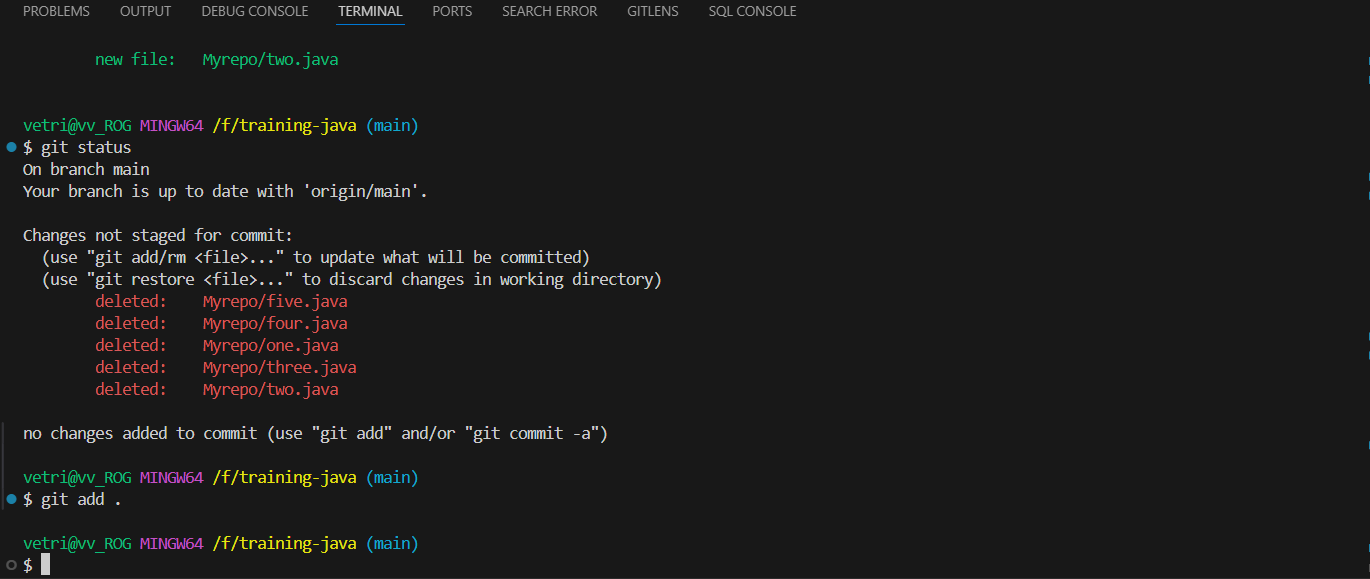 PROBLEMS OUTPUT DEBUG CONSOLE TERMINAL PORTS SEARCH ERROR GITLENS SQL CONSOLE
new file:   Myrepo/two.java
vetri@vv_ROG MINGW64 /f/training-java (main)
$ git status
On branch main
Your branch is up to date with 'origin/main'.
Changes not staged for commit:
  (use "git add/rm <file>..." to update what will be committed)
  (use "git restore <file>..." to discard changes in working directory)
        deleted:    Myrepo/five.java
        deleted:    Myrepo/four.java
        deleted:    Myrepo/one.java
        deleted:    Myrepo/three.java
        deleted:    Myrepo/two.java
no changes added to commit (use "git add" and/or "git commit -a")
vetri@vv_ROG MINGW64 /f/training-java (main)
$ git add .
vetri@vv_ROG MINGW64 /f/training-java (main)
$